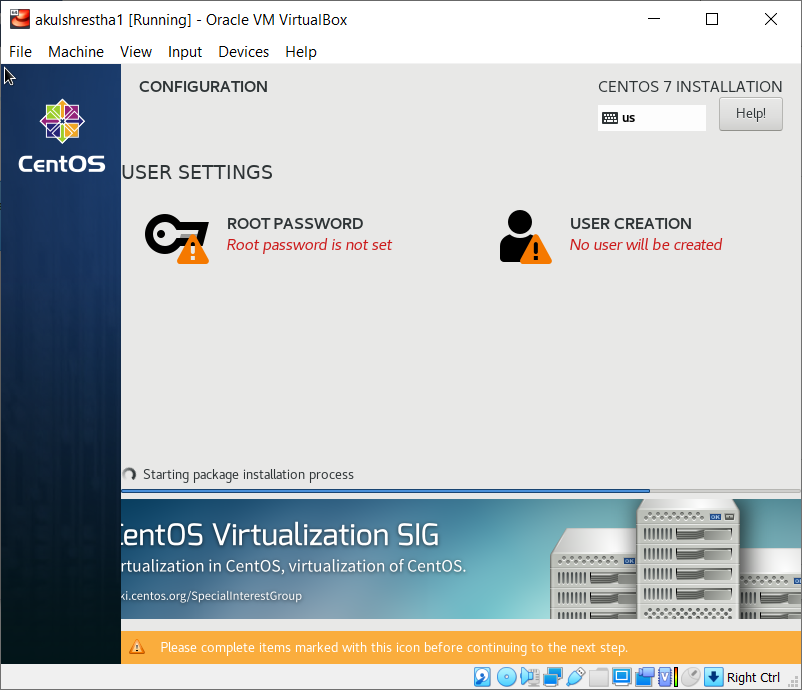 akulshrestha1 [Running] - Oracle VM VirtualBox
File Machine View Input Devices Help
CentOS
CONFIGURATION
CENTOS 7 INSTALLATION
us
Help!
USER SETTINGS
ROOT PASSWORD
Root password is not set
USER CREATION
No user will be created
Starting package installation process
CentOS Virtualization SIG
rtualization in CentOS, virtualization of CentOS.
ki.centos.org/SpecialInterestGroup
Please complete items marked with this icon before continuing to the next step.
Right Ctrl